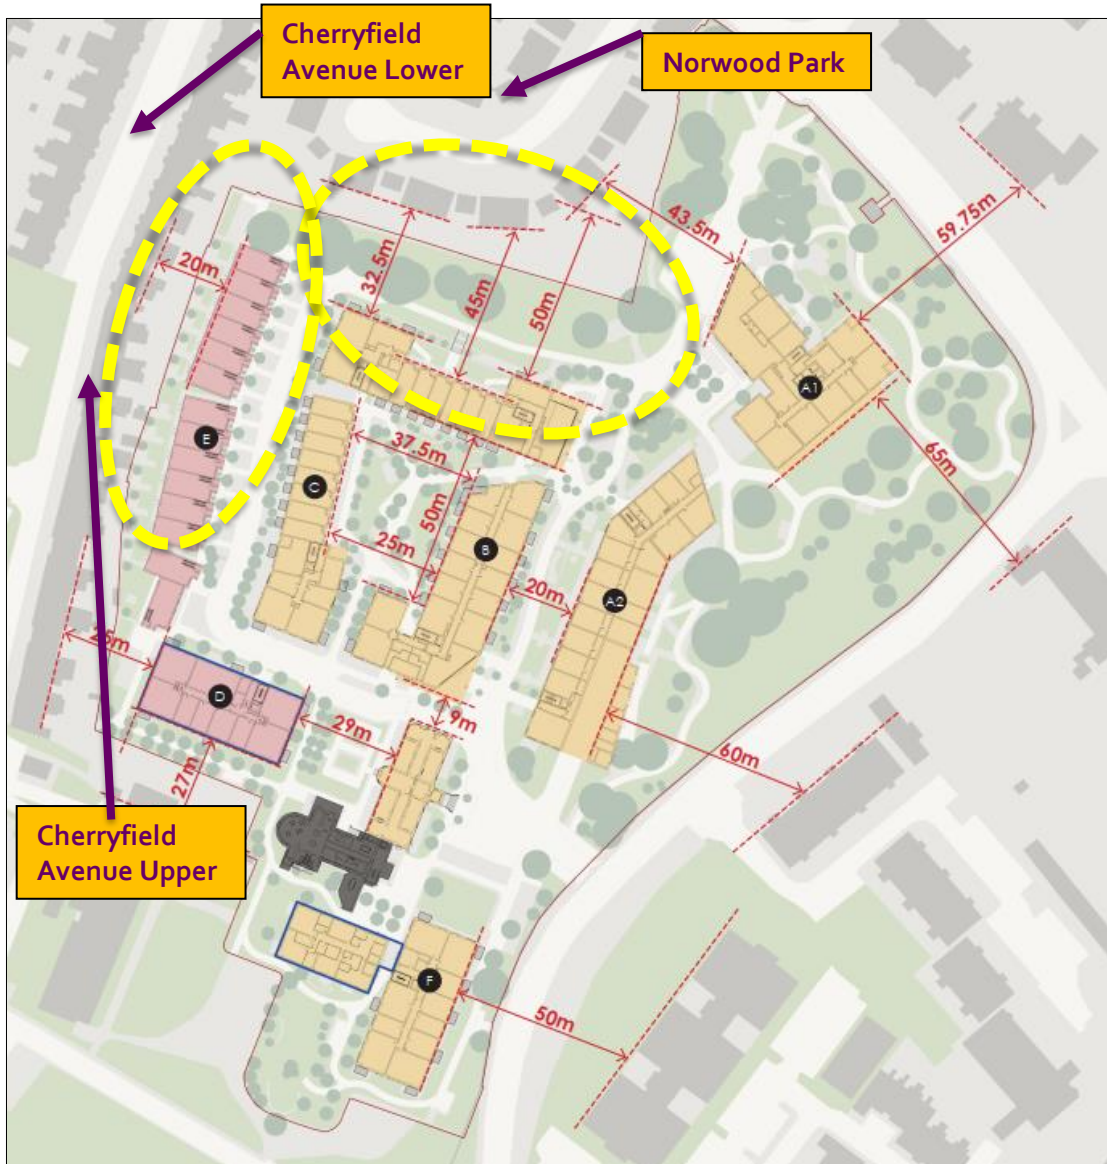 Cherryfield
Avenue Lower
Norwood Park
59.75m
43.5m
20m
32.5m
45m
50m
A1
E
37.5m
65m
C
50m
B
25m
20m
A2
25m
D
9m
29m
60m
27m
Cherryfield
Avenue Upper
F
50m